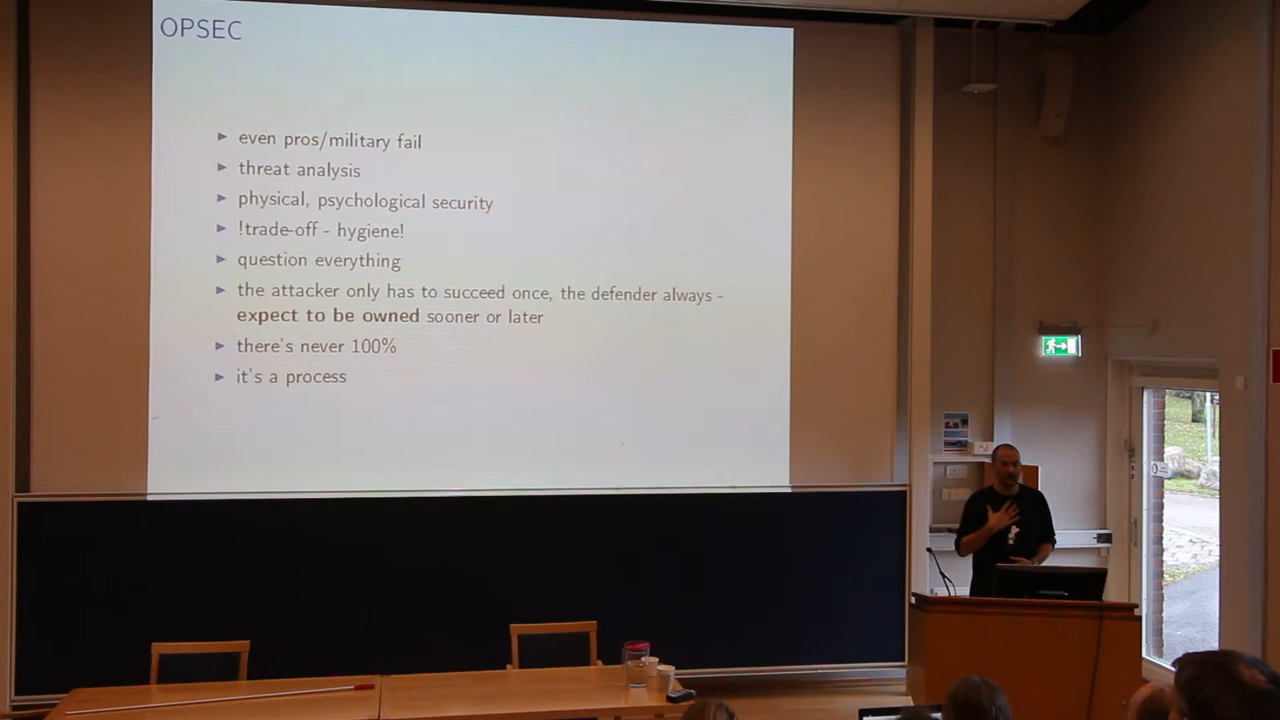 OPSEC
even pros/military fail
threat analysis
physical, psychological security
!trade-off - hygiene!
question everything
the attacker only has to succeed once, the defender always -
expect to be owned sooner or later
there's never 100%
it's a process